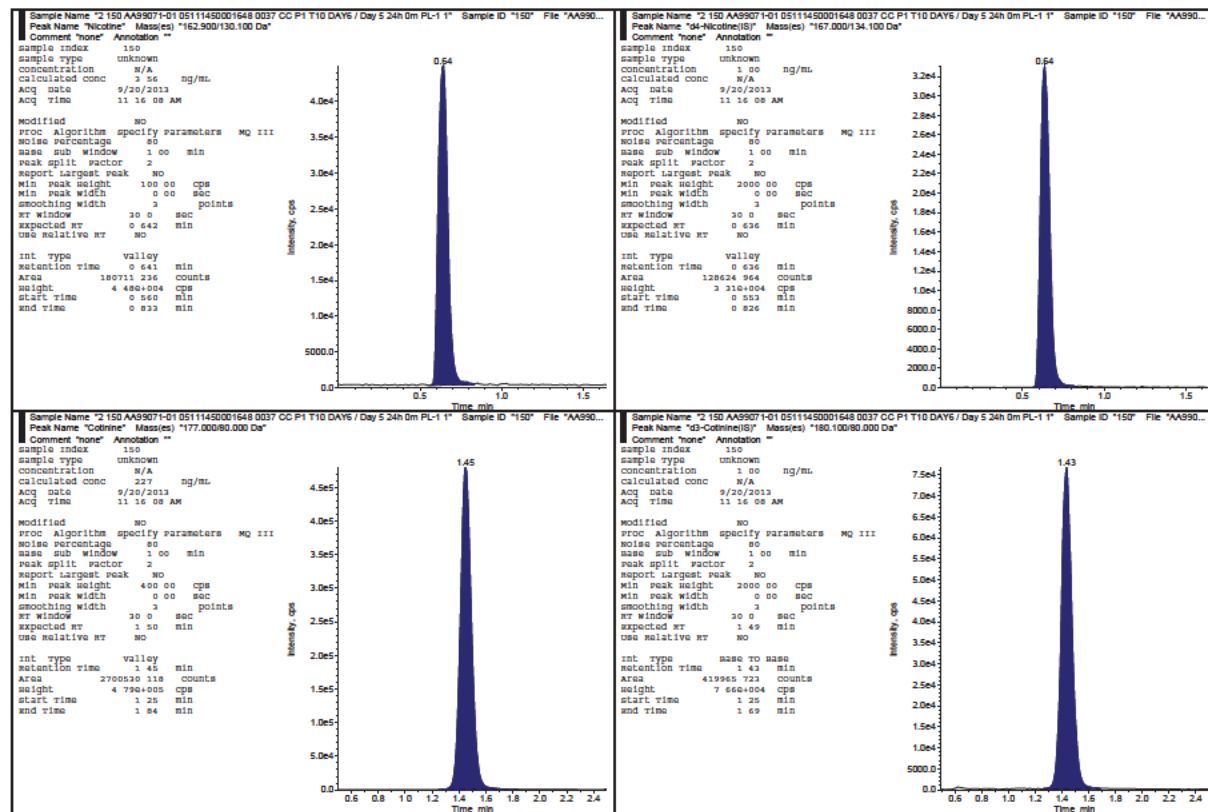 Sample Name "2 150 AA99071-01 05111450001648 0037 CC P1 T10 DAY6 / Day 5 24h 0m PL-1 1" Sample ID "150" File "AA990...
Peak Name "Nicotine" Mass(es) "162.900/130.100 Da"
Comment "none" Annotation ""
Sample Index 150
Sample Type Unknown
Concentration N/A
Calculated Conc 3 56 ng/mL
Acq Date 9/20/2013
Acq Time 11 16 08 AM
Modified NO
Proc Algorithm Specify Parameters MQ III
Noise Percentage 80
Base Sub Window 1 00 min
Peak Split Factor 2
Report Largest Peak NO
Min Peak Height 100 00 cps
Min Peak Width 0 00 sec
Smoothing Width 3 points
RT Window 30 0 sec
Expected RT 0 642 min
Use Relative RT NO
Int Type Valley
Retention Time 0 641 min
Area 180711 236 counts
Height 4 48e+004 cps
Start Time 0 560 min
End Time 0 833 min
0.64
Intensity, cps
4.0e4
3.5e4
3.0e4
2.5e4
2.0e4
1.5e4
1.0e4
5000.0
0.0
0.5 1.0 1.5
Time min
Sample Name "2 150 AA99071-01 05111450001648 0037 CC P1 T10 DAY6 / Day 5 24h 0m PL-1 1" Sample ID "150" File "AA990...
Peak Name "d4-Nicotine(IS)" Mass(es) "167.000/134.100 Da"
Comment "none" Annotation ""
Sample Index 150
Sample Type Unknown
Concentration 1 00 ng/mL
Calculated Conc N/A
Acq Date 9/20/2013
Acq Time 11 16 08 AM
Modified NO
Proc Algorithm Specify Parameters MQ III
Noise Percentage 80
Base Sub Window 1 00 min
Peak Split Factor 2
Report Largest Peak NO
Min Peak Height 2000 00 cps
Min Peak Width 0 00 sec
Smoothing Width 3 points
RT Window 30 0 sec
Expected RT 0 636 min
Use Relative RT NO
Int Type Valley
Retention Time 0 636 min
Area 128624 964 counts
Height 3 31e+004 cps
Start Time 0 553 min
End Time 0 826 min
0.64
Intensity, cps
3.2e4
3.0e4
2.8e4
2.6e4
2.4e4
2.2e4
2.0e4
1.8e4
1.6e4
1.4e4
1.2e4
1.0e4
8000.0
6000.0
4000.0
2000.0
0.0
0.5 1.0 1.5
Time min
Sample Name "2 150 AA99071-01 05111450001648 0037 CC P1 T10 DAY6 / Day 5 24h 0m PL-1 1" Sample ID "150" File "AA990...
Peak Name "Cotinine" Mass(es) "177.000/80.000 Da"
Comment "none" Annotation ""
Sample Index 150
Sample Type Unknown
Concentration N/A
Calculated Conc 227 ng/mL
Acq Date 9/20/2013
Acq Time 11 16 08 AM
Modified NO
Proc Algorithm Specify Parameters MQ III
Noise Percentage 80
Base Sub Window 1 00 min
Peak Split Factor 2
Report Largest Peak NO
Min Peak Height 400 00 cps
Min Peak Width 0 00 sec
Smoothing Width 3 points
RT Window 30 0 sec
Expected RT 1 50 min
Use Relative RT NO
Int Type Valley
Retention Time 1 45 min
Area 2700530 118 counts
Height 4 79e+005 cps
Start Time 1 25 min
End Time 1 84 min
1.45
Intensity, cps
4.5e5
4.0e5
3.5e5
3.0e5
2.5e5
2.0e5
1.5e5
1.0e5
5.0e4
0.0
0.6 0.8 1.0 1.2 1.4 1.6 1.8 2.0 2.2 2.4
Time min
Sample Name "2 150 AA99071-01 05111450001648 0037 CC P1 T10 DAY6 / Day 5 24h 0m PL-1 1" Sample ID "150" File "AA990...
Peak Name "d3-Cotinine(IS)" Mass(es) "180.100/80.000 Da"
Comment "none" Annotation ""
Sample Index 150
Sample Type Unknown
Concentration 1 00 ng/mL
Calculated Conc N/A
Acq Date 9/20/2013
Acq Time 11 16 08 AM
Modified NO
Proc Algorithm Specify Parameters MQ III
Noise Percentage 80
Base Sub Window 1 00 min
Peak Split Factor 2
Report Largest Peak NO
Min Peak Height 2000 00 cps
Min Peak Width 0 00 sec
Smoothing Width 3 points
RT Window 30 0 sec
Expected RT 1 49 min
Use Relative RT NO
Int Type Base To Base
Retention Time 1 43 min
Area 419965 723 counts
Height 7 66e+004 cps
Start Time 1 25 min
End Time 1 69 min
1.43
Intensity, cps
7.5e4
7.0e4
6.5e4
6.0e4
5.5e4
5.0e4
4.5e4
4.0e4
3.5e4
3.0e4
2.5e4
2.0e4
1.5e4
1.0e4
5000.0
0.0
0.6 0.8 1.0 1.2 1.4 1.6 1.8 2.0 2.2 2.4
Time min